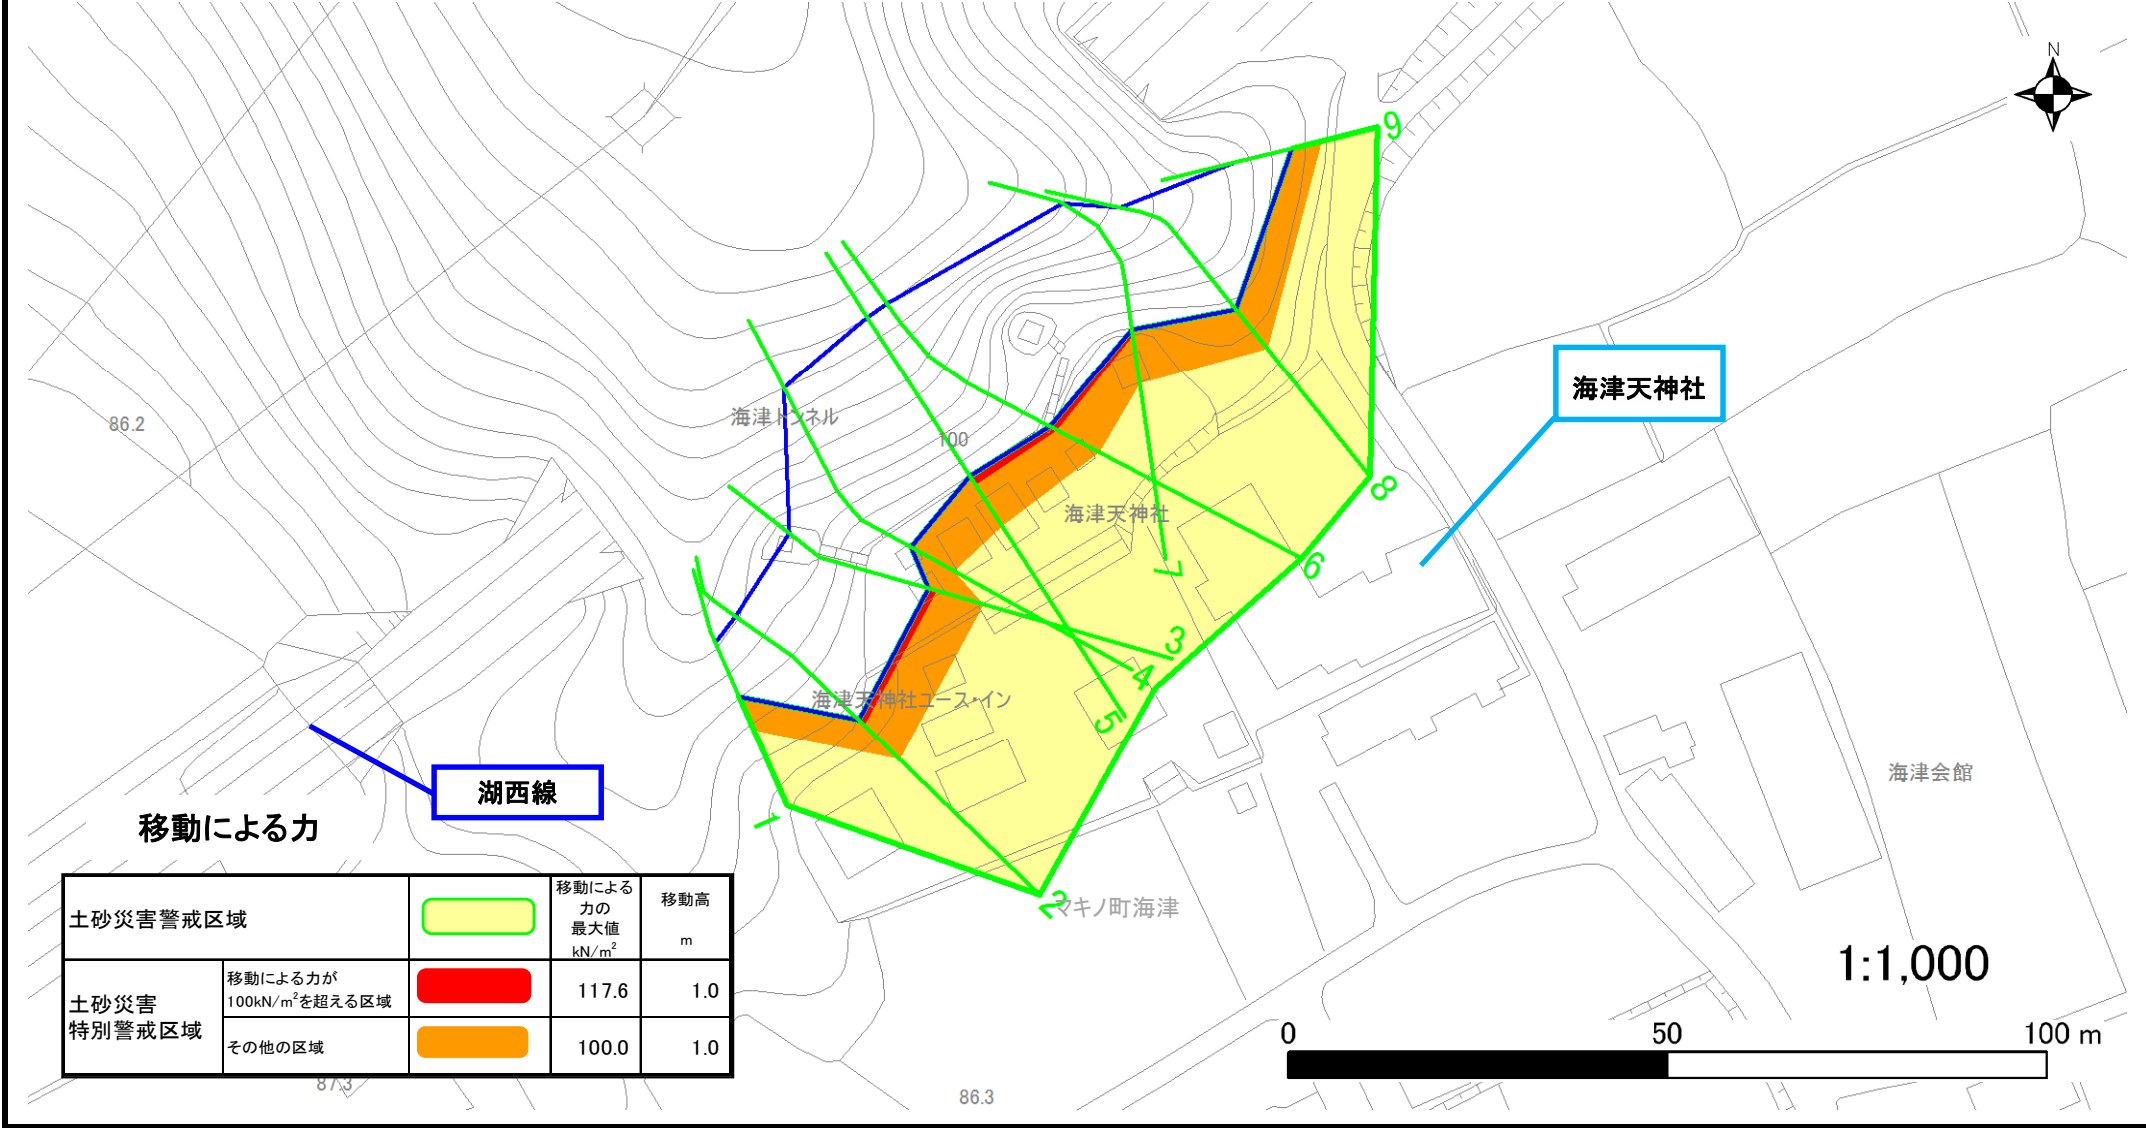 N
9
海津天神社
86.2
海津トンネル
100
海津天神社
8
6
7
3
4
海津天神社ユース・イン
5
湖西線
海津会館
1
移動による力
2
マキノ町海津
土砂災害警戒区域
移動による
力の
最大値
kN/m²
移動高
m
土砂災害
特別警戒区域
移動による力が
100kN/m²を超える区域
117.6
1.0
その他の区域
100.0
1.0
87.3
86.3
1:1,000
0 50 100 m